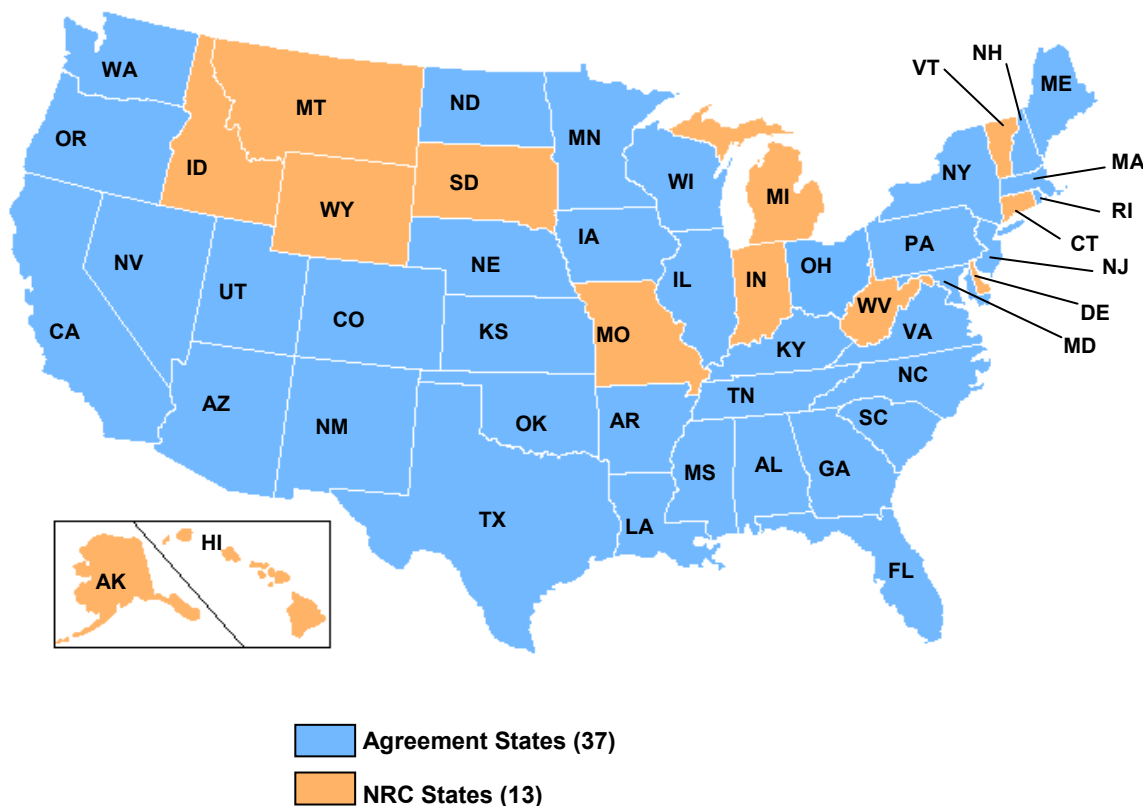 WA
MT
ND
MN
OR
ID
SD
WY
WI
MI
NY
VT
NH
ME
MA
RI
CT
NJ
DE
MD
PA
IA
NE
NV
UT
CO
CA
KS
MO
IL
IN
OH
WV
VA
KY
NC
TN
SC
AZ
NM
OK
AR
MS
AL
GA
TX
LA
FL
HI
AK
Agreement States (37)
NRC States (13)